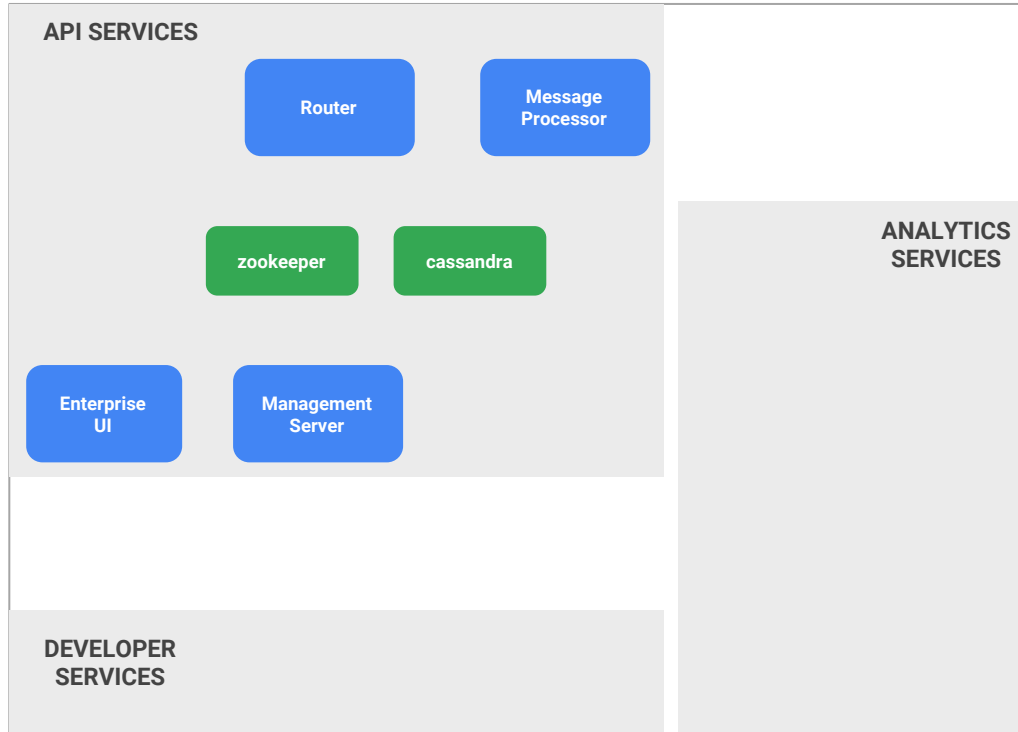 API SERVICES
Router
Message
Processor
ANALYTICS
SERVICES
zookeeper
cassandra
Enterprise
UI
Management
Server
DEVELOPER
SERVICES